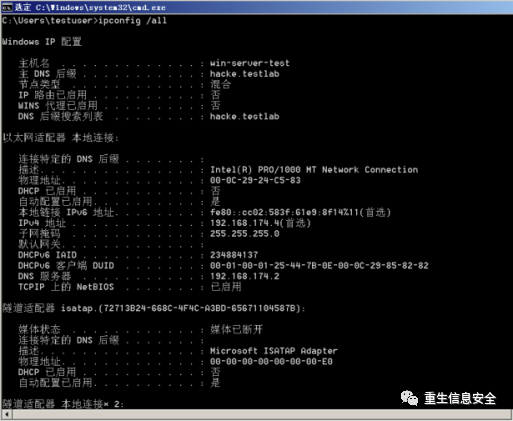 选定 C:\Windows\system32\cmd.exe
C:\Users\testuser>ipconfig /all
Windows IP 配置
主机名 . . . . . . . . . . . . . : win-server-test
主 DNS 后缀 . . . . . . . . . . . : hacke.testlab
节点类型 . . . . . . . . . . . . : 混合
IP 路由已启用 . . . . . . . . . . : 否
WINS 代理已启用 . . . . . . . . . : 否
DNS 后缀搜索列表 . . . . . . . . : hacke.testlab
以太网适配器 本地连接:
连接特定的 DNS 后缀 . . . . . . . :
描述. . . . . . . . . . . . . . . : Intel(R) PRO/1000 MT Network Connection
物理地址. . . . . . . . . . . . . : 00-0C-29-24-C5-83
DHCP 已启用 . . . . . . . . . . . : 否
自动配置已启用. . . . . . . . . . : 是
本地链接 IPv6 地址. . . . . . . . : fe80::cc02:583f:61e9:8f14%11(首选)
IPv4 地址 . . . . . . . . . . . . : 192.168.174.4(首选)
子网掩码 . . . . . . . . . . . . : 255.255.255.0
默认网关. . . . . . . . . . . . . :
DHCPv6 IAID . . . . . . . . . . . : 234884137
DHCPv6 客户端 DUID . . . . . . . : 00-01-00-01-25-44-7B-0E-00-0C-29-85-82-82
DNS 服务器 . . . . . . . . . . . : 192.168.174.2
TCPIP 上的 NetBIOS . . . . . . . : 已启用
隧道适配器 isatap.{72713B24-668C-4F4C-A3BD-65671104587B}:
媒体状态 . . . . . . . . . . . . : 媒体已断开
连接特定的 DNS 后缀 . . . . . . . :
描述. . . . . . . . . . . . . . . : Microsoft ISATAP Adapter
物理地址. . . . . . . . . . . . . : 00-00-00-00-00-00-00-E0
DHCP 已启用 . . . . . . . . . . . : 否
自动配置已启用. . . . . . . . . . : 是
隧道适配器 本地连接* 2:
重生信息安全